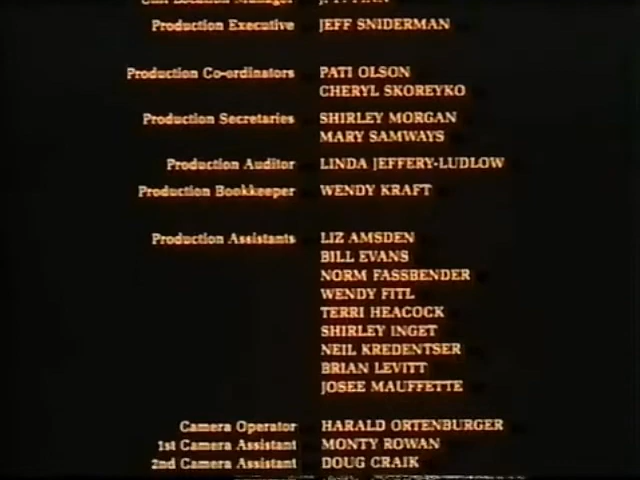 Production Executive JEFF SNIDERMAN
Production Co-ordinators PATI OLSON
CHERYL SKOREYKO
Production Secretaries SHIRLEY MORGAN
MARY SAMWAYS
Production Auditor LINDA JEFFERY-LUDLOW
Production Bookkeeper WENDY KRAFT
Production Assistants LIZ AMSDEN
BILL EVANS
NORM FASSBENDER
WENDY FITL
TERRI HEACOCK
SHIRLEY INGET
NEIL KREDENTSER
BRIAN LEVITT
JOSEE MAUFFETTE
Camera Operator HARALD ORTENBURGER
1st Camera Assistant MONTY ROWAN
2nd Camera Assistant DOUG CRAIK